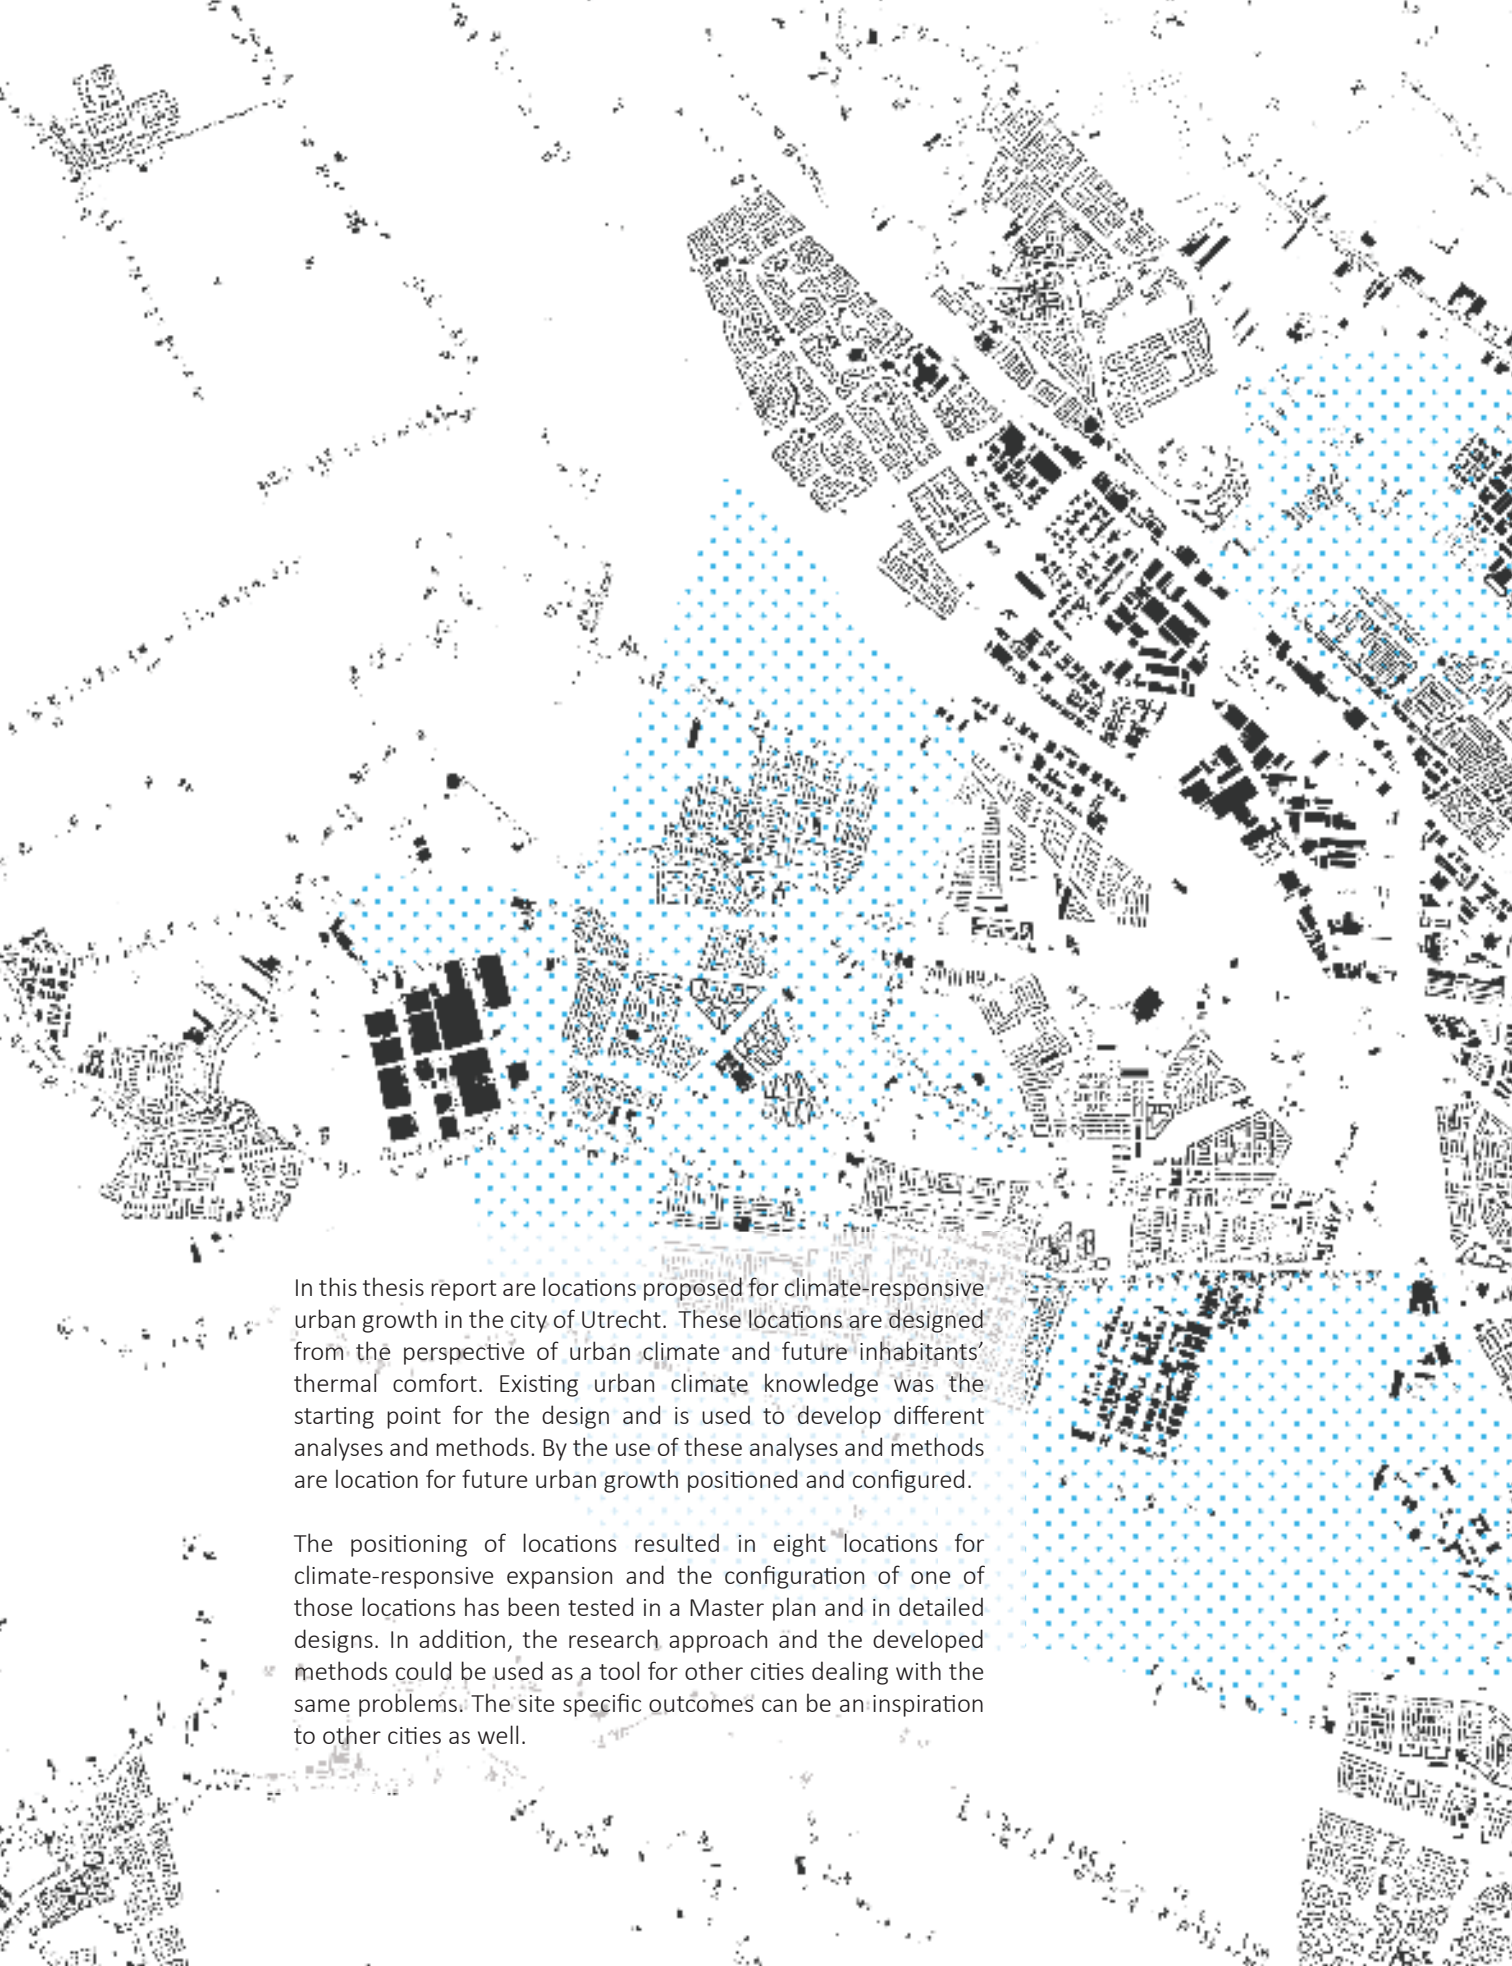 In this thesis report are locations proposed for climate-responsive
urban growth in the city of Utrecht. These locations are designed
from the perspective of urban climate and future inhabitants’
thermal comfort. Existing urban climate knowledge was the
starting point for the design and is used to develop different
analyses and methods. By the use of these analyses and methods
are location for future urban growth positioned and configured.
The positioning of locations resulted in eight locations for
climate-responsive expansion and the configuration of one of
those locations has been tested in a Master plan and in detailed
designs. In addition, the research approach and the developed
methods could be used as a tool for other cities dealing with the
same problems. The site specific outcomes can be an inspiration
to other cities as well.